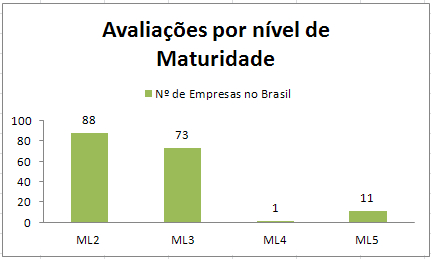 Avaliações por nível de
Maturidade
Nº de Empresas no Brasil
100
80
60
40
20
0
88
73
1
11
ML2
ML3
ML4
ML5